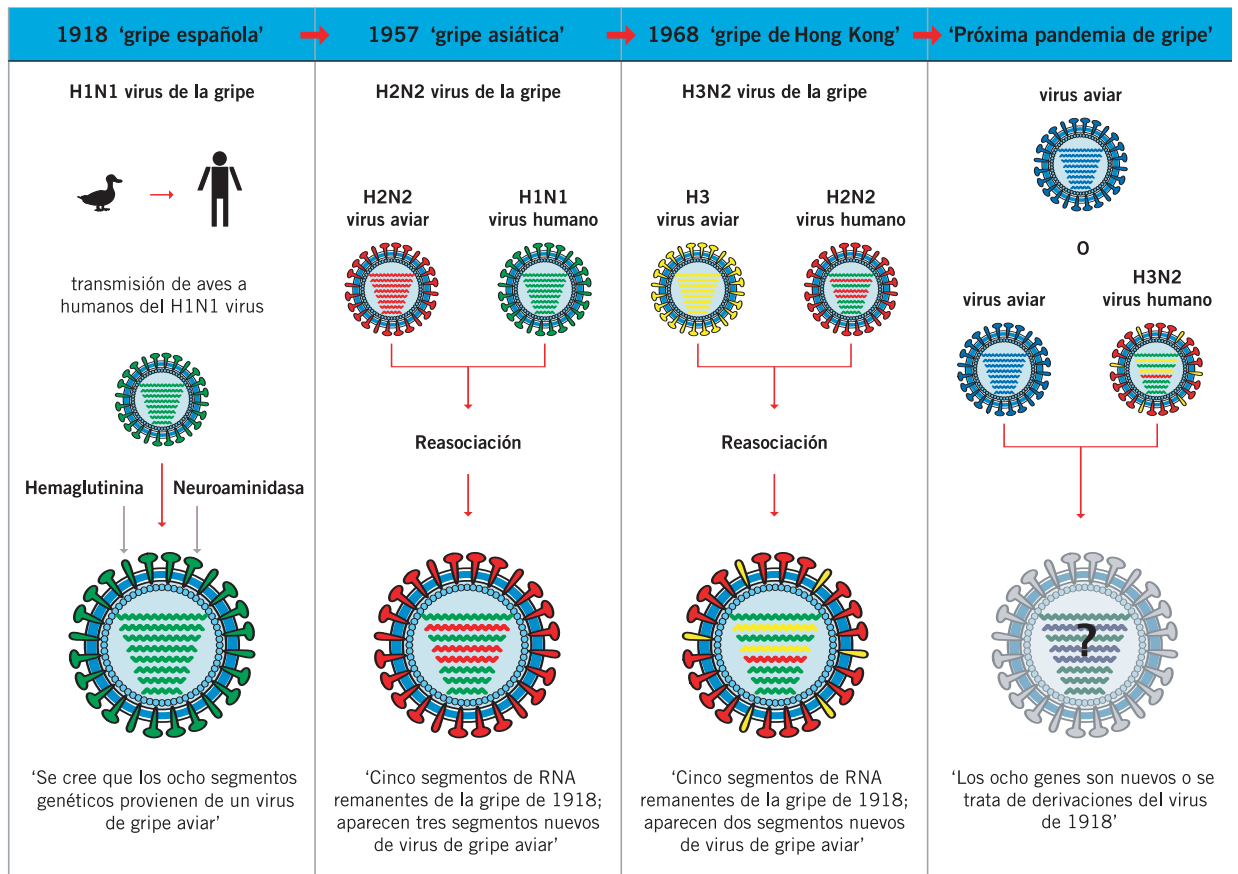 1918 ‘gripe española’
1957 ‘gripe asiática’
1968 ‘gripe de Hong Kong’
‘Próxima pandemia de gripe’
H1N1 virus de la gripe
transmisión de aves a
humanos del H1N1 virus
Hemaglutinina
Neuroaminidasa
‘Se cree que los ocho segmentos
genéticos provienen de un virus
de gripe aviar’
H2N2 virus de la gripe
H2N2
virus aviar
H1N1
virus humano
Reasociación
‘Cinco segmentos de RNA
remanentes de la gripe de 1918;
aparecen tres segmentos nuevos
de virus de gripe aviar’
H3N2 virus de la gripe
H3
virus aviar
H2N2
virus humano
Reasociación
‘Cinco segmentos de RNA
remanentes de la gripe de 1918;
aparecen dos segmentos nuevos
de virus de gripe aviar’
virus aviar
O
virus aviar
H3N2
virus humano
?
‘Los ocho genes son nuevos o se
trata de derivaciones del virus
de 1918’